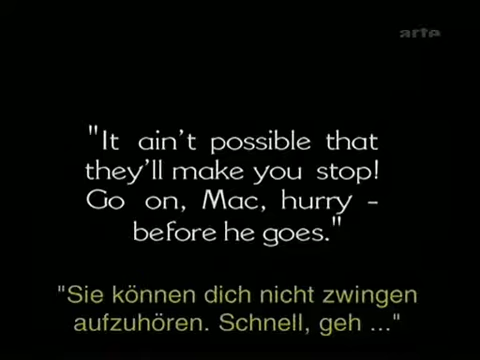 arte
"It ain't possible that
they'll make you stop!
Go on, Mac, hurry –
before he goes."
"Sie können dich nicht zwingen
aufzuhören. Schnell, geh ..."